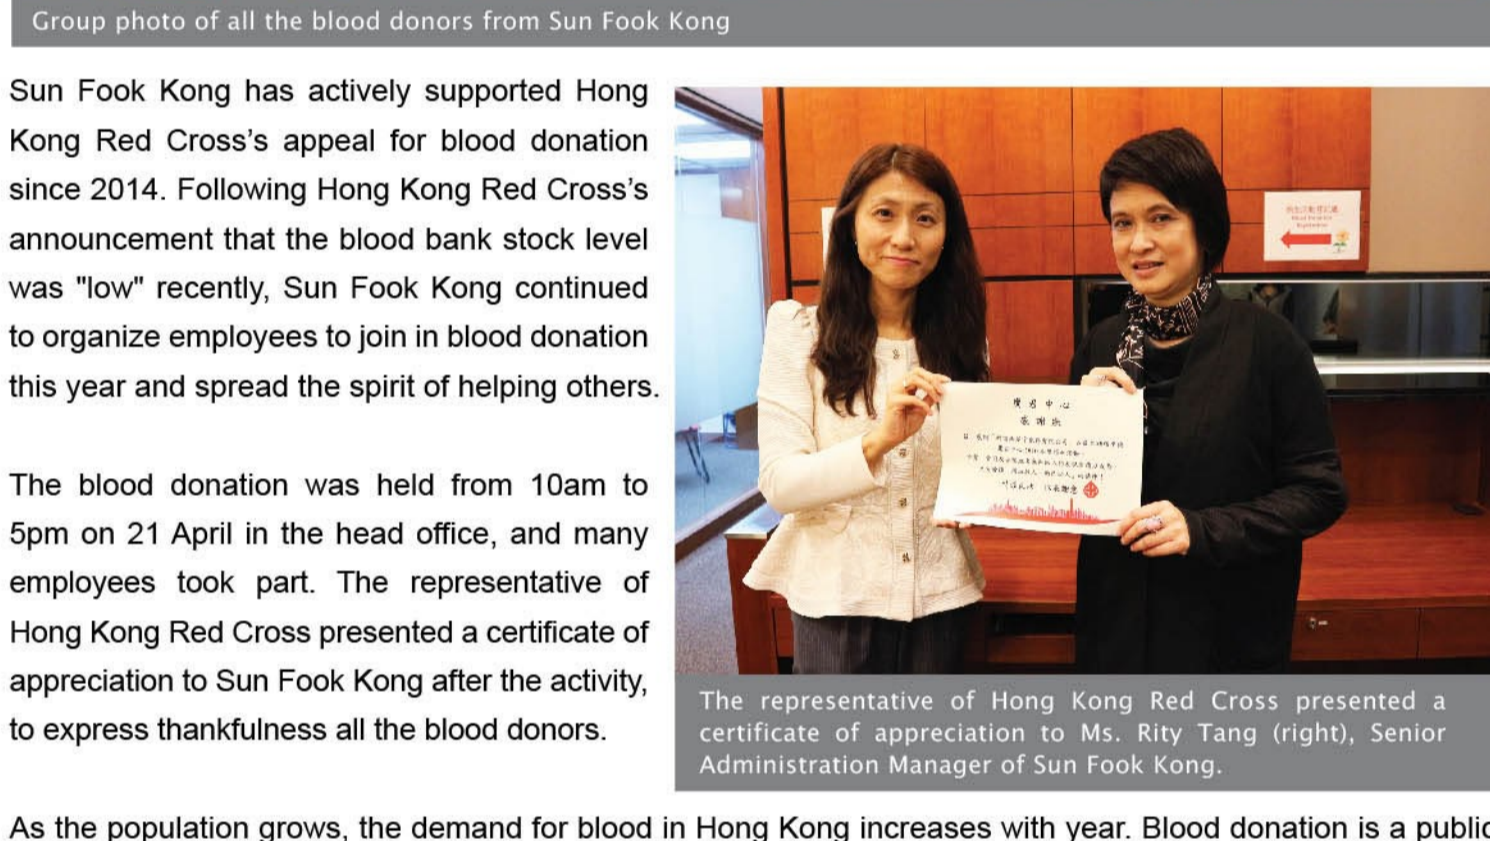 Group photo of all the blood donors from Sun Fook Kong
Sun Fook Kong has actively supported Hong
Kong Red Cross's appeal for blood donation
since 2014. Following Hong Kong Red Cross's
announcement that the blood bank stock level
was "low" recently, Sun Fook Kong continued
to organize employees to join in blood donation
this year and spread the spirit of helping others.
The blood donation was held from 10am to
5pm on 21 April in the head office, and many
employees took part. The representative of
Hong Kong Red Cross presented a certificate of
appreciation to Sun Fook Kong after the activity,
to express thankfulness all the blood donors.
感謝
The representative of Hong Kong Red Cross presented a
certificate of appreciation to Ms. Rity Tang (right), Senior
Administration Manager of Sun Fook Kong.
As the population grows, the demand for blood in Hong Kong increases with year. Blood donation is a public